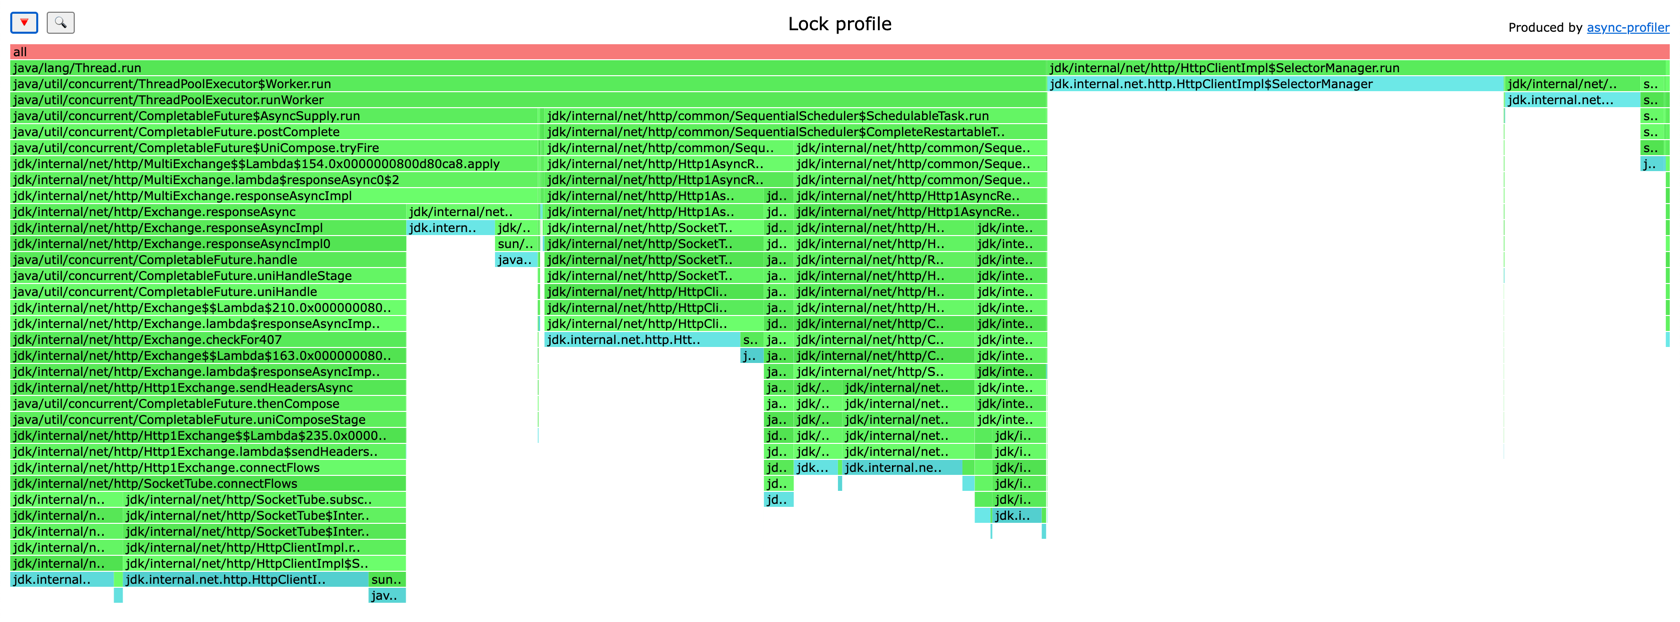 Lock profile
Produced by async-profiler
all
java/lang/Thread.run jdk/internal/net/http/HttpClientImpl$SelectorManager.run
java/util/concurrent/ThreadPoolExecutor$Worker.run jdk.internal.net.http.HttpClientImpl$SelectorManager jdk/internal/net/.. s..
java/util/concurrent/ThreadPoolExecutor.runWorker jdk.internal.net... s..
java/util/concurrent/CompletableFuture$AsyncSupply.run jdk/internal/net/http/common/SequentialScheduler$SchedulableTask.run s..
java/util/concurrent/CompletableFuture.postComplete jdk/internal/net/http/common/SequentialScheduler$CompleteRestartableT.. s..
java/util/concurrent/CompletableFuture$UniCompose.tryFire jdk/internal/net/http/common/Sequ.. jdk/internal/net/http/common/Seque.. s..
jdk/internal/net/http/MultiExchange$$Lambda$154.0x0000000800d80ca8.apply jdk/internal/net/http/Http1AsyncR.. jdk/internal/net/http/common/Seque.. j..
jdk/internal/net/http/MultiExchange.lambda$responseAsync0$2 jdk/internal/net/http/Http1AsyncR.. jdk/internal/net/http/common/Seque..
jdk/internal/net/http/MultiExchange.responseAsyncImpl jdk/internal/net/http/Http1As.. jd.. jdk/internal/net/http/Http1AsyncRe..
jdk/internal/net/http/Exchange.responseAsync jdk/internal/net.. jdk/internal/net/http/Http1As.. jd.. jdk/internal/net/http/Http1AsyncRe..
jdk/internal/net/http/Exchange.responseAsyncImpl jdk.intern.. jdk/.. jdk/internal/net/http/SocketT.. jd.. jdk/internal/net/http/H.. jdk/inte..
jdk/internal/net/http/Exchange.responseAsyncImpl0 sun/.. jdk/internal/net/http/SocketT.. jd.. jdk/internal/net/http/H.. jdk/inte..
java/util/concurrent/CompletableFuture.handle java.. jdk/internal/net/http/SocketT.. ja.. jdk/internal/net/http/R.. jdk/inte..
java/util/concurrent/CompletableFuture.uniHandleStage jdk/internal/net/http/SocketT.. ja.. jdk/internal/net/http/H.. jdk/inte..
java/util/concurrent/CompletableFuture.uniHandle jdk/internal/net/http/HttpCli.. ja.. jdk/internal/net/http/H.. jdk/inte..
jdk/internal/net/http/Exchange$$Lambda$210.0x000000080.. jdk/internal/net/http/HttpCli.. ja.. jdk/internal/net/http/H.. jdk/inte..
jdk/internal/net/http/Exchange.lambda$responseAsyncImp.. jdk/internal/net/http/HttpCli.. jd.. jdk/internal/net/http/C.. jdk/inte..
jdk/internal/net/http/Exchange.checkFor407 jdk.internal.net.http.Htt.. s.. ja.. jdk/internal/net/http/C.. jdk/inte..
jdk/internal/net/http/Exchange$$Lambda$163.0x000000080.. j.. ja.. jdk/internal/net/http/C.. jdk/inte..
jdk/internal/net/http/Exchange.lambda$responseAsyncImp.. ja.. jdk/internal/net/http/S.. jdk/inte..
jdk/internal/net/http/Http1Exchange.sendHeadersAsync ja.. jdk/.. jdk/internal/net.. jdk/inte..
java/util/concurrent/CompletableFuture.thenCompose ja.. jdk/.. jdk/internal/net.. jdk/inte..
java/util/concurrent/CompletableFuture.uniComposeStage ja.. jdk/.. jdk/internal/net.. jdk/inte..
jdk/internal/net/http/Http1Exchange$$Lambda$235.0x0000.. jd.. jdk/.. jdk/internal/net.. jdk/i..
jdk/internal/net/http/Http1Exchange.lambda$sendHeaders.. jd.. jdk/.. jdk/internal/net.. jdk/i..
jdk/internal/net/http/Http1Exchange.connectFlows jd.. jdk... jdk.internal.ne.. jdk/i..
jdk/internal/net/http/SocketTube.connectFlows jd.. jdk/i..
jdk/internal/n.. jdk/internal/net/http/SocketTube.subsc.. jd.. jdk/i..
jdk/internal/n.. jdk/internal/net/http/SocketTube$Inter.. jdk.i..
jdk/internal/n.. jdk/internal/net/http/SocketTube$Inter..
jdk/internal/n.. jdk/internal/net/http/HttpClientImpl.r..
jdk/internal/n.. jdk/internal/net/http/HttpClientImpl$S..
jdk.internal.. jdk.internal.net.http.HttpClientI.. sun..
jav..